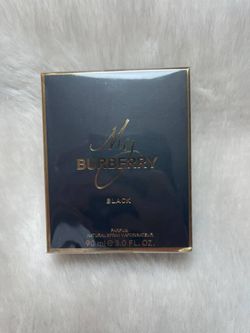 My
BURBERRY
BLACK
PARFUM
NATURAL SPRAY VAPORISATEUR
90 ml ℮ 3.0 FL. OZ.